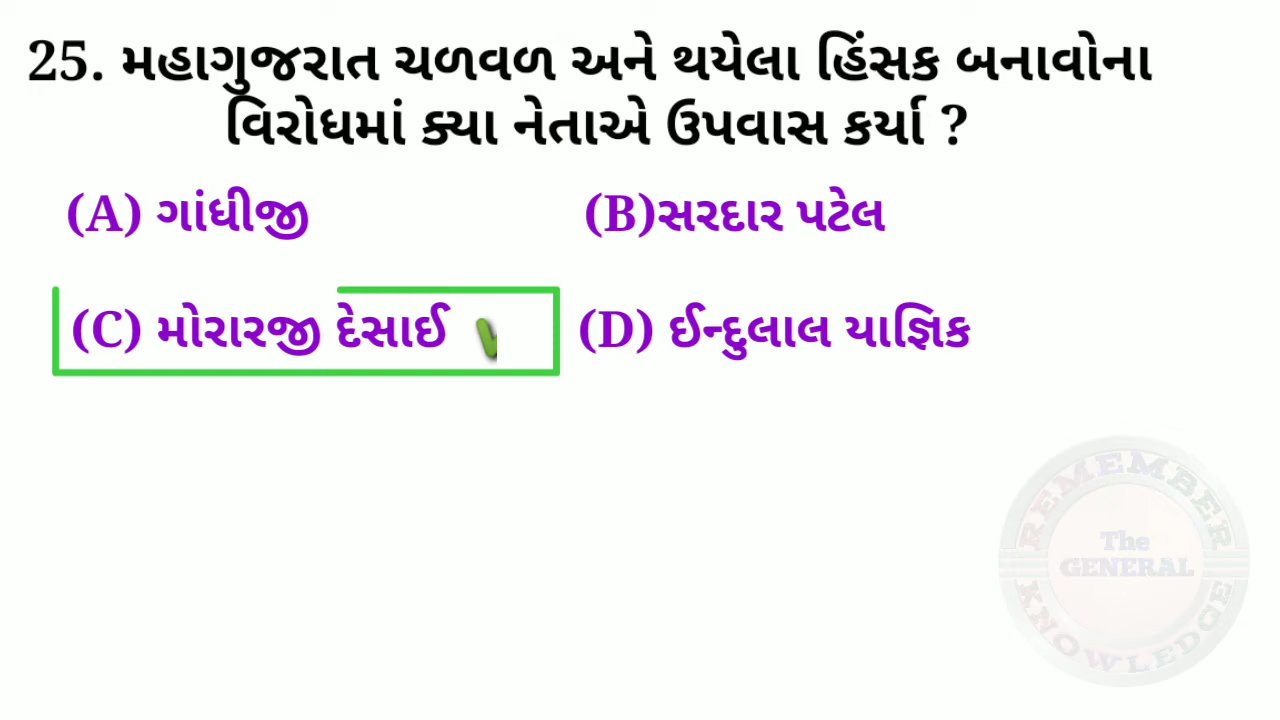 25. મહાગુજરાત ચળવળ અને થયેલા હિંસક બનાવોના
વિરોધમાં ક્યા નેતાએ ઉપવાસ કર્યા ?
(A) ગાંધીજી
(B)સરદાર પટેલ
(C) મોરારજી દેસાઈ
(D) ઈન્દુલાલ યાજ્ઞિક
REMEMBER
The
GENERAL
KNOWLEDGE